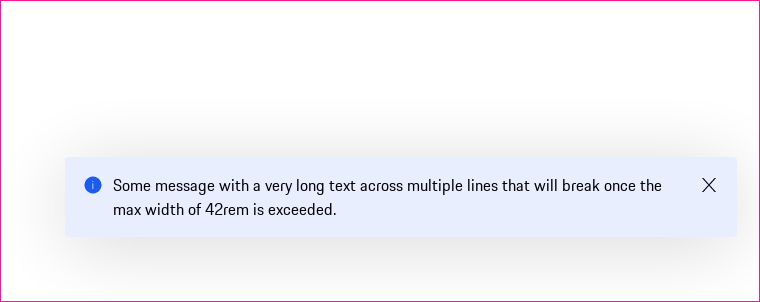 Some message with a very long text across multiple lines that will break once the
max width of 42rem is exceeded.